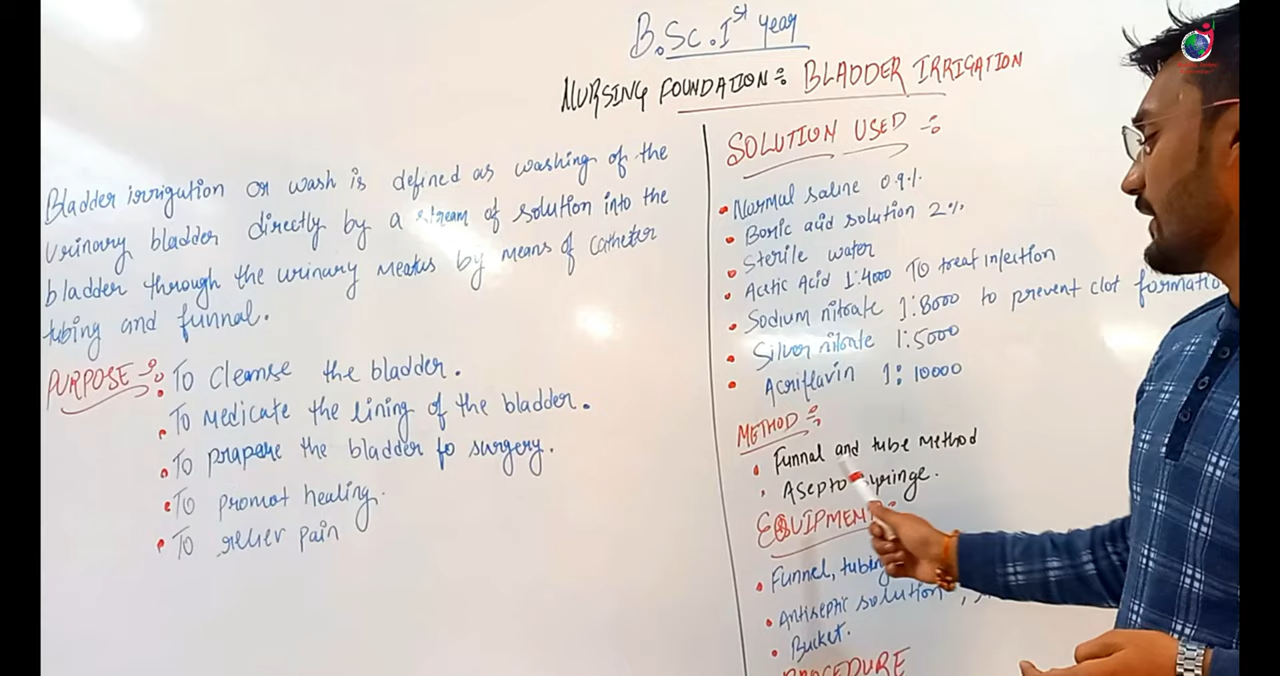 B.Sc. Ist year
NURSING FOUNDATION:- BLADDER IRRIGATION
Bladder irrigution or wash is defined as washing of the
urinary bladder directly by a stream of solution into the
bladder through the urinary meatus by means of catheter
tubing and funnal.
PURPOSE :-
• To cleanse the bladder.
• To medicate the lining of the bladder.
• To prapare the bladder fo surgery.
• To promot healing.
• To reliev pain
SOLUTION USED :-
• Normal saline 0.9%
• Boric acid solution 2%
• Sterile water
• Acetic Acid 1:4000 To treat infection
• Sodium nitrate 1:8000 to prevent clot formatio
• Silver nitrate 1:5000
• Acriflavin 1:10000
METHOD :-
• Funnal and tube method
• Asepto syringe.
EQUIPMENT :-
• Funnel, tubing
• Antiseptic solution,
• Bucket.
PROCEDURE